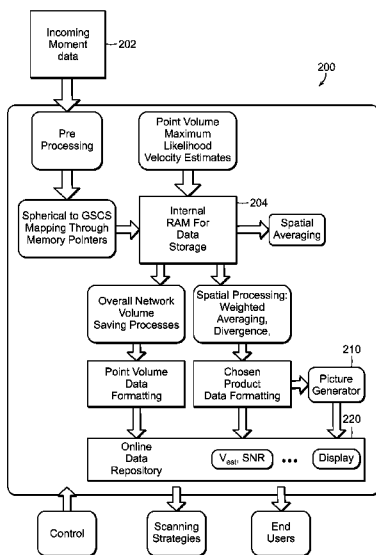 Incoming
Moment
data
202
200
Pre
Processing
Point Volume
Maximum
Likelihood
Velocity Estimates
Spherical to GSCS
Mapping Through
Memory Pointers
204
Internal
RAM For
Data
Storage
Spatial
Averaging
Overall Network
Volume
Saving Processes
Spatial Processing:
Weighted
Averaging,
Divergence,
Point Volume
Data
Formatting
Chosen
Product
Data Formatting
210
Picture
Generator
220
Online
Data
Repository
Vest, SNR
•••
Display
Control
Scanning
Strategies
End
Users